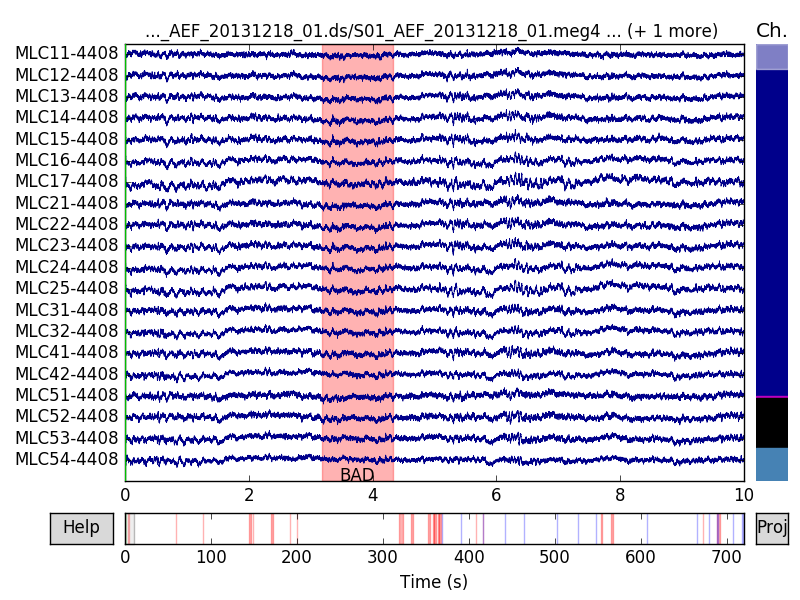 ..._AEF_20131218_01.ds/S01_AEF_20131218_01.meg4 ... (+ 1 more)
Ch.
MLC11-4408
MLC12-4408
MLC13-4408
MLC14-4408
MLC15-4408
MLC16-4408
MLC17-4408
MLC21-4408
MLC22-4408
MLC23-4408
MLC24-4408
MLC25-4408
MLC31-4408
MLC32-4408
MLC41-4408
MLC42-4408
MLC51-4408
MLC52-4408
MLC53-4408
MLC54-4408
BAD
0 2 4 6 8 10
Help
Proj
0 100 200 300 400 500 600 700
Time (s)